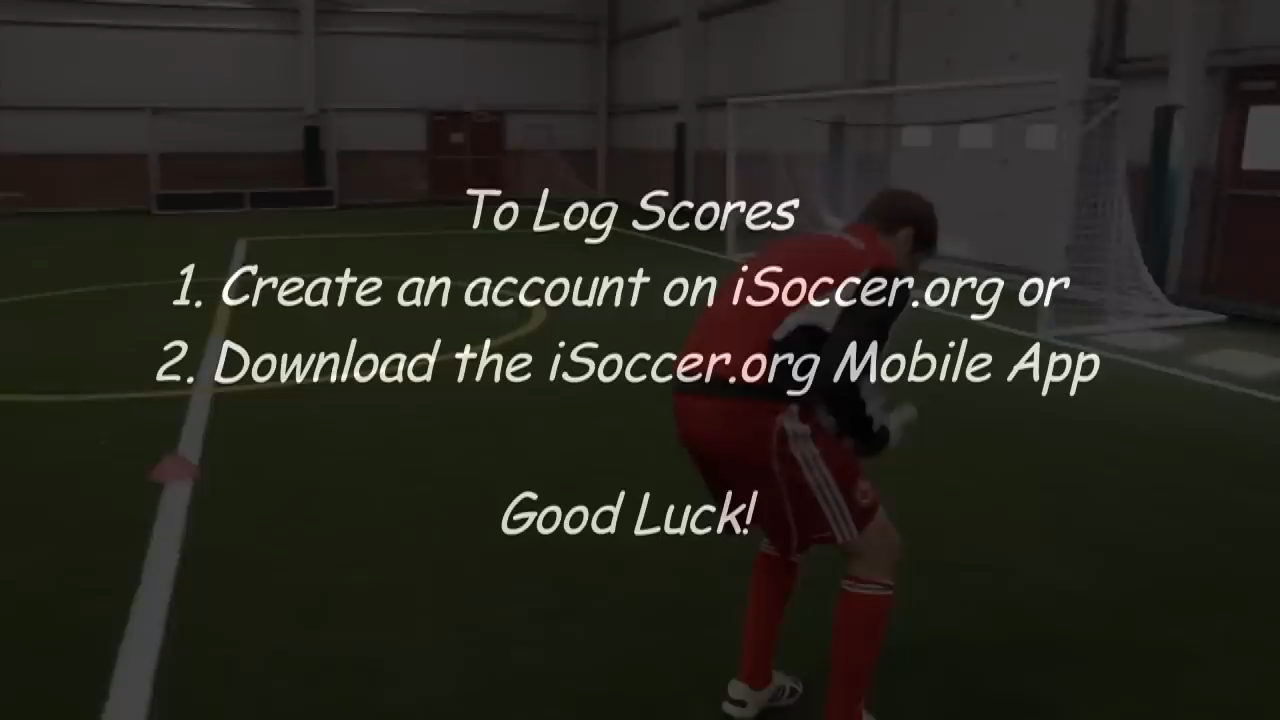 To Log Scores
1. Create an account on iSoccer.org or
2. Download the iSoccer.org Mobile App
Good Luck!